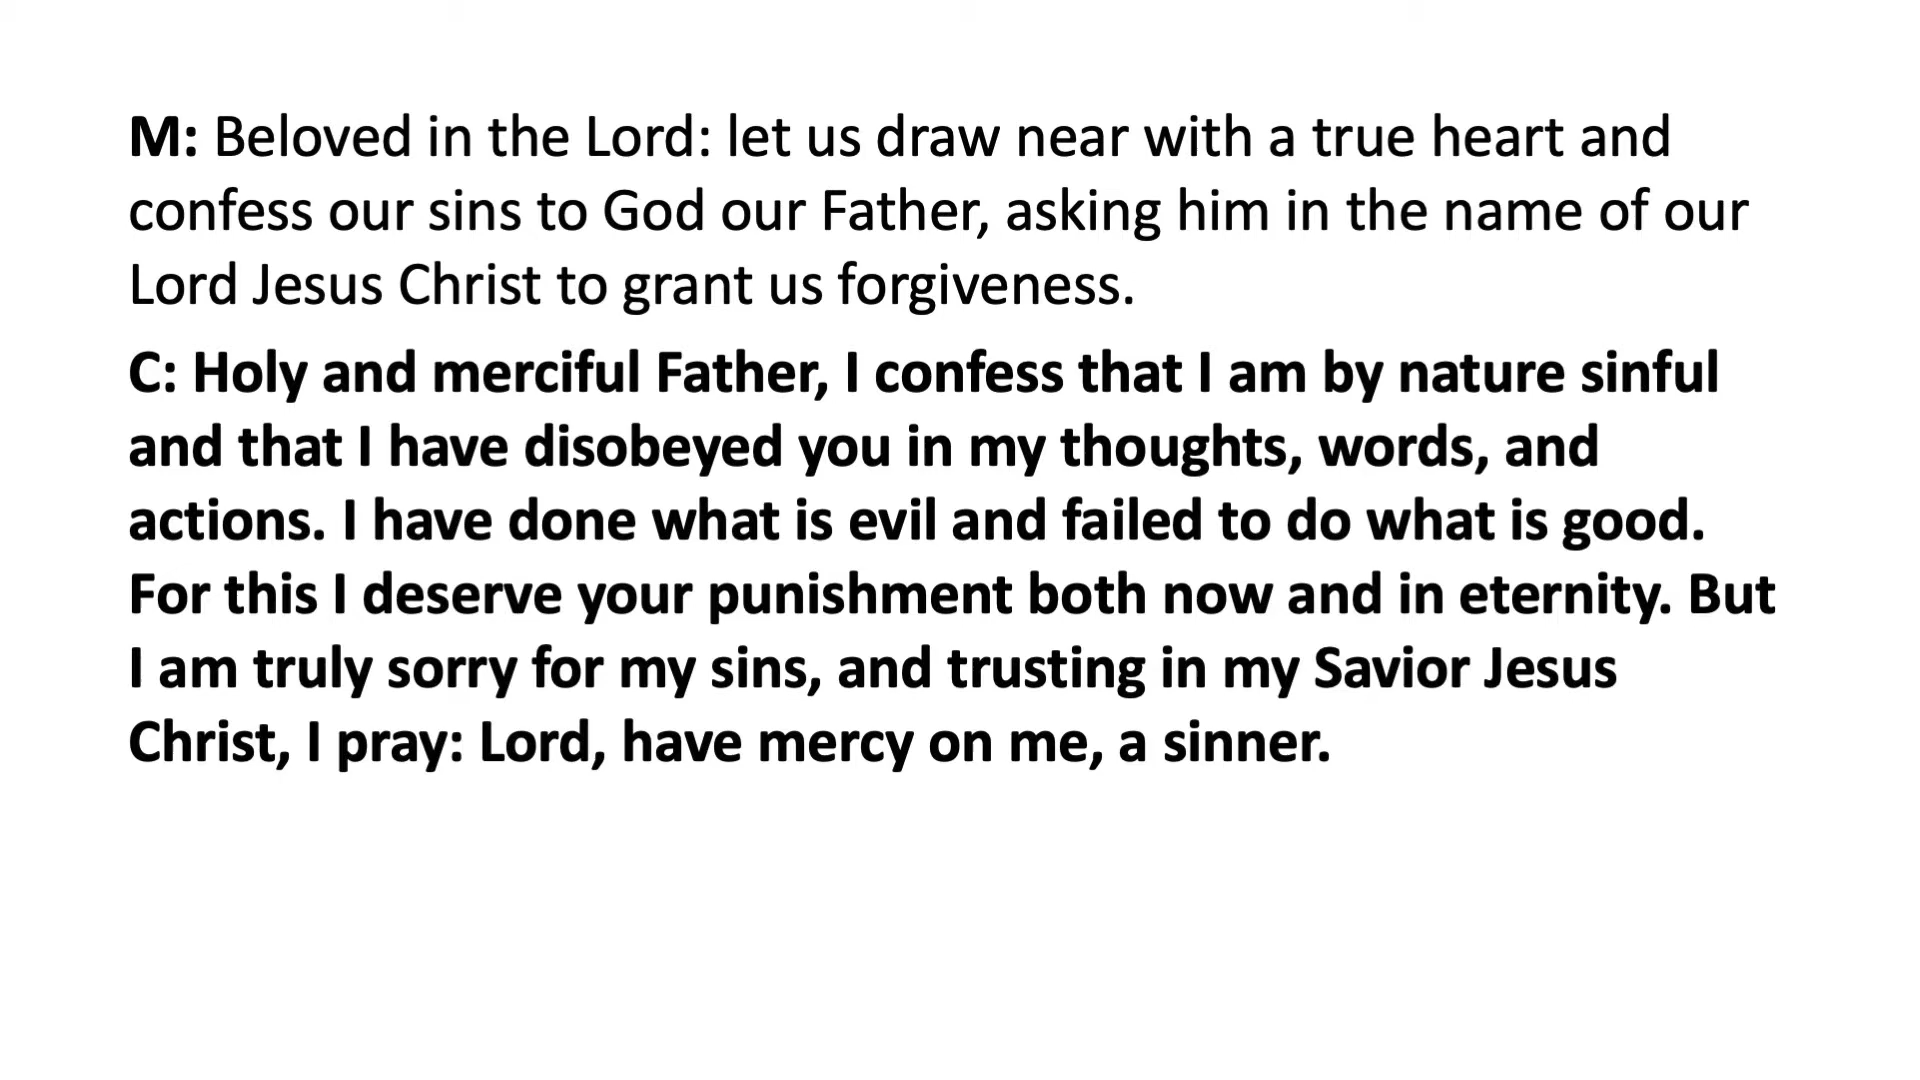 M: Beloved in the Lord: let us draw near with a true heart and
confess our sins to God our Father, asking him in the name of our
Lord Jesus Christ to grant us forgiveness.
C: Holy and merciful Father, I confess that I am by nature sinful
and that I have disobeyed you in my thoughts, words, and
actions. I have done what is evil and failed to do what is good.
For this I deserve your punishment both now and in eternity. But
I am truly sorry for my sins, and trusting in my Savior Jesus
Christ, I pray: Lord, have mercy on me, a sinner.